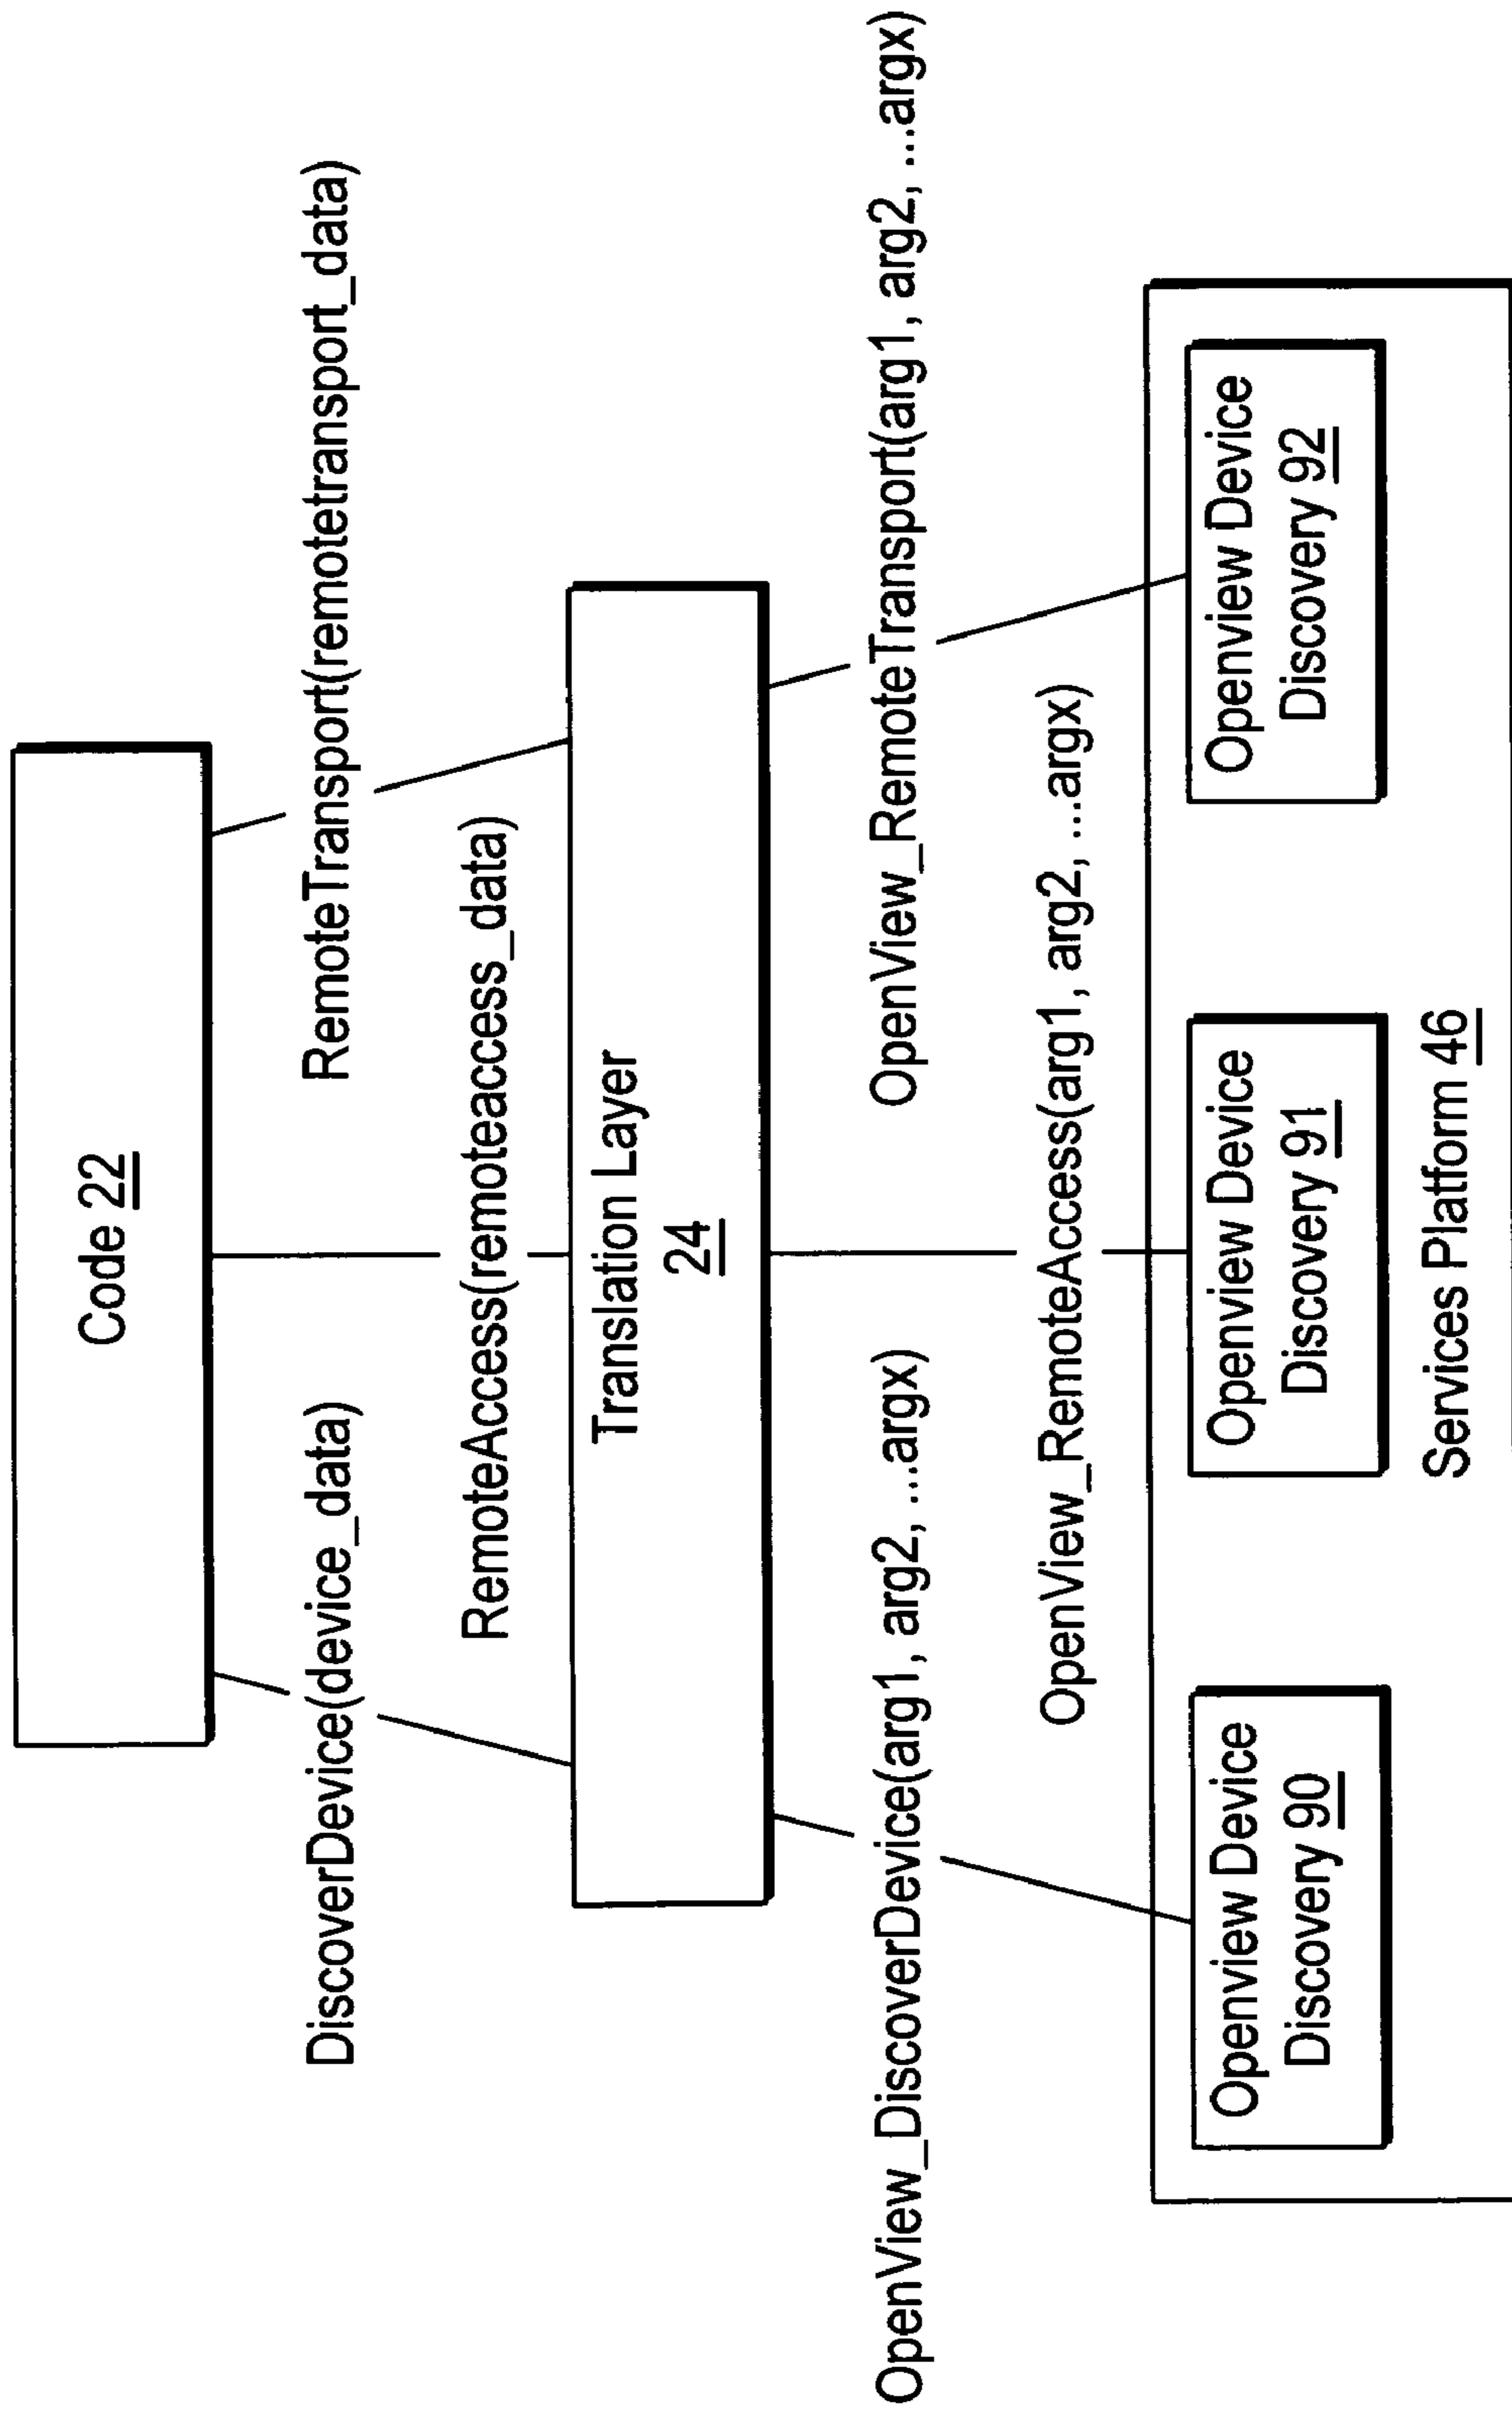 Code 22
DiscoverDevice(device_data)
RemoteTransport(remotetransport_data)
RemoteAccess(remoteaccess_data)
Translation Layer
24
OpenView_DiscoverDevice(arg1, arg2, ...argx)
OpenView_RemoteTransport(arg1, arg2, ...argx)
OpenView_RemoteAccess(arg1, arg2, ...argx)
Openview Device
Discovery 90
Openview Device
Discovery 91
Openview Device
Discovery 92
Services Platform 46